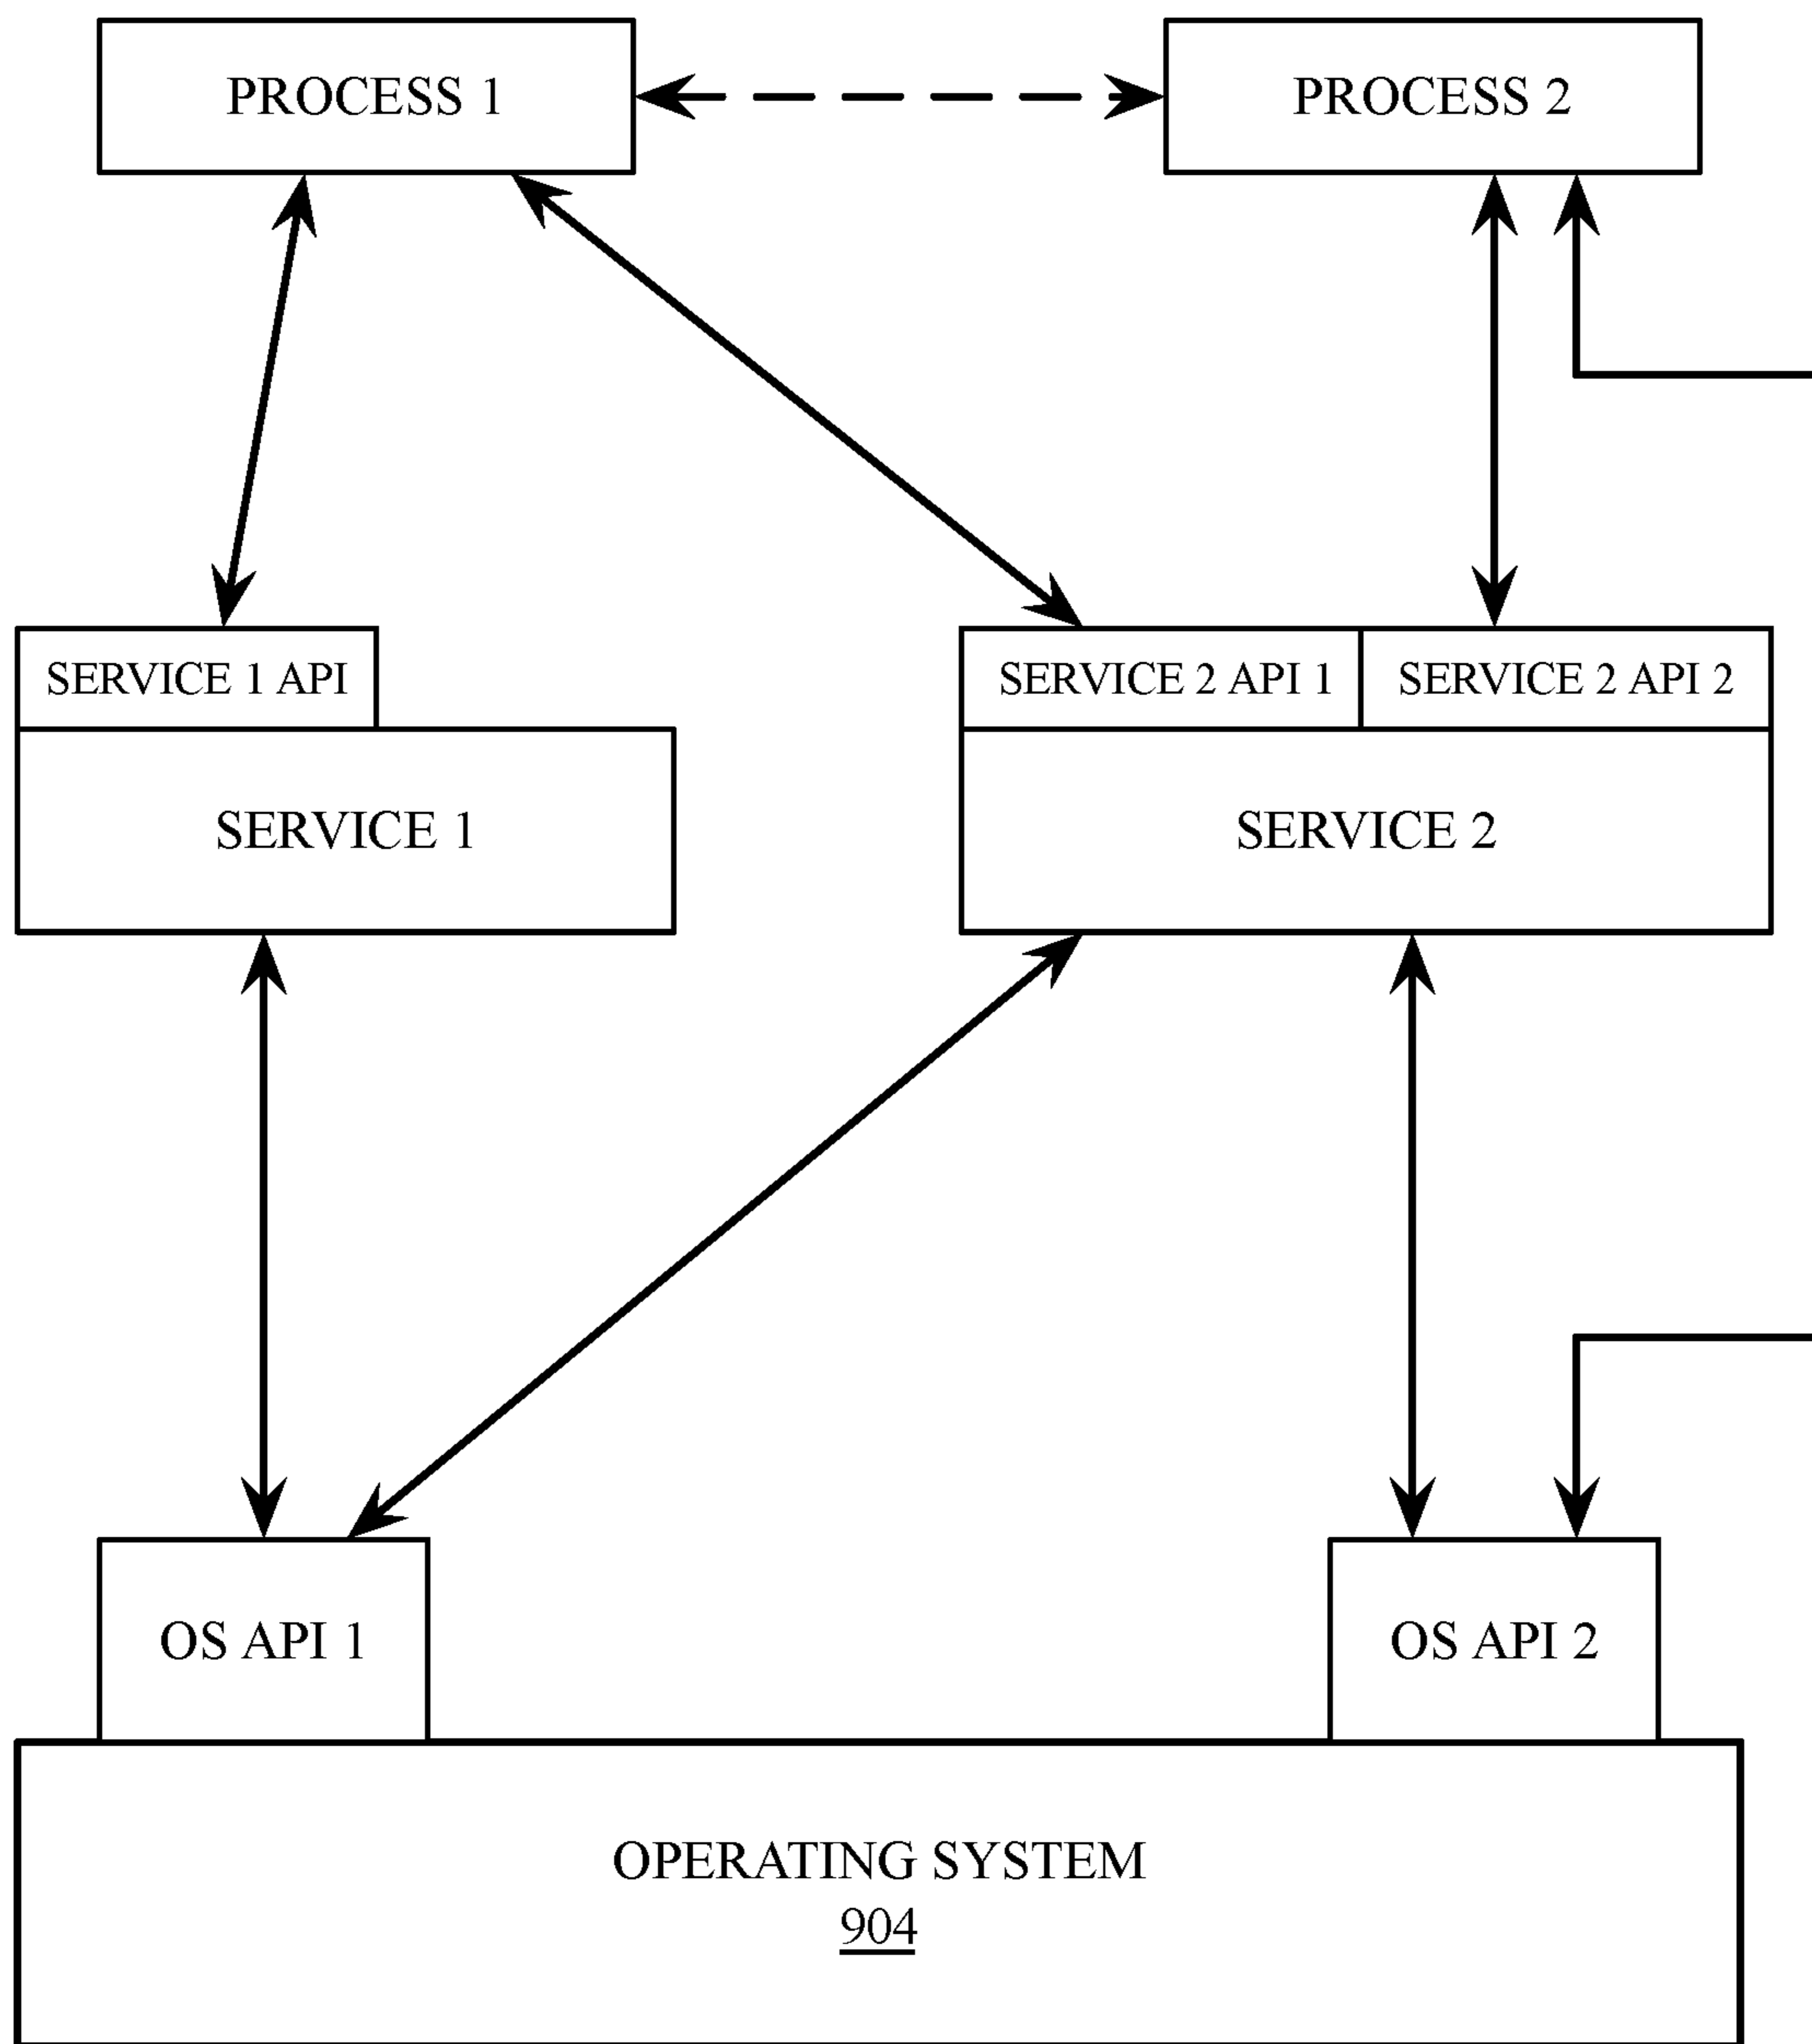 PROCESS 1
PROCESS 2
SERVICE 1 API
SERVICE 2 API 1
SERVICE 2 API 2
SERVICE 1
SERVICE 2
OS API 1
OS API 2
OPERATING SYSTEM
904